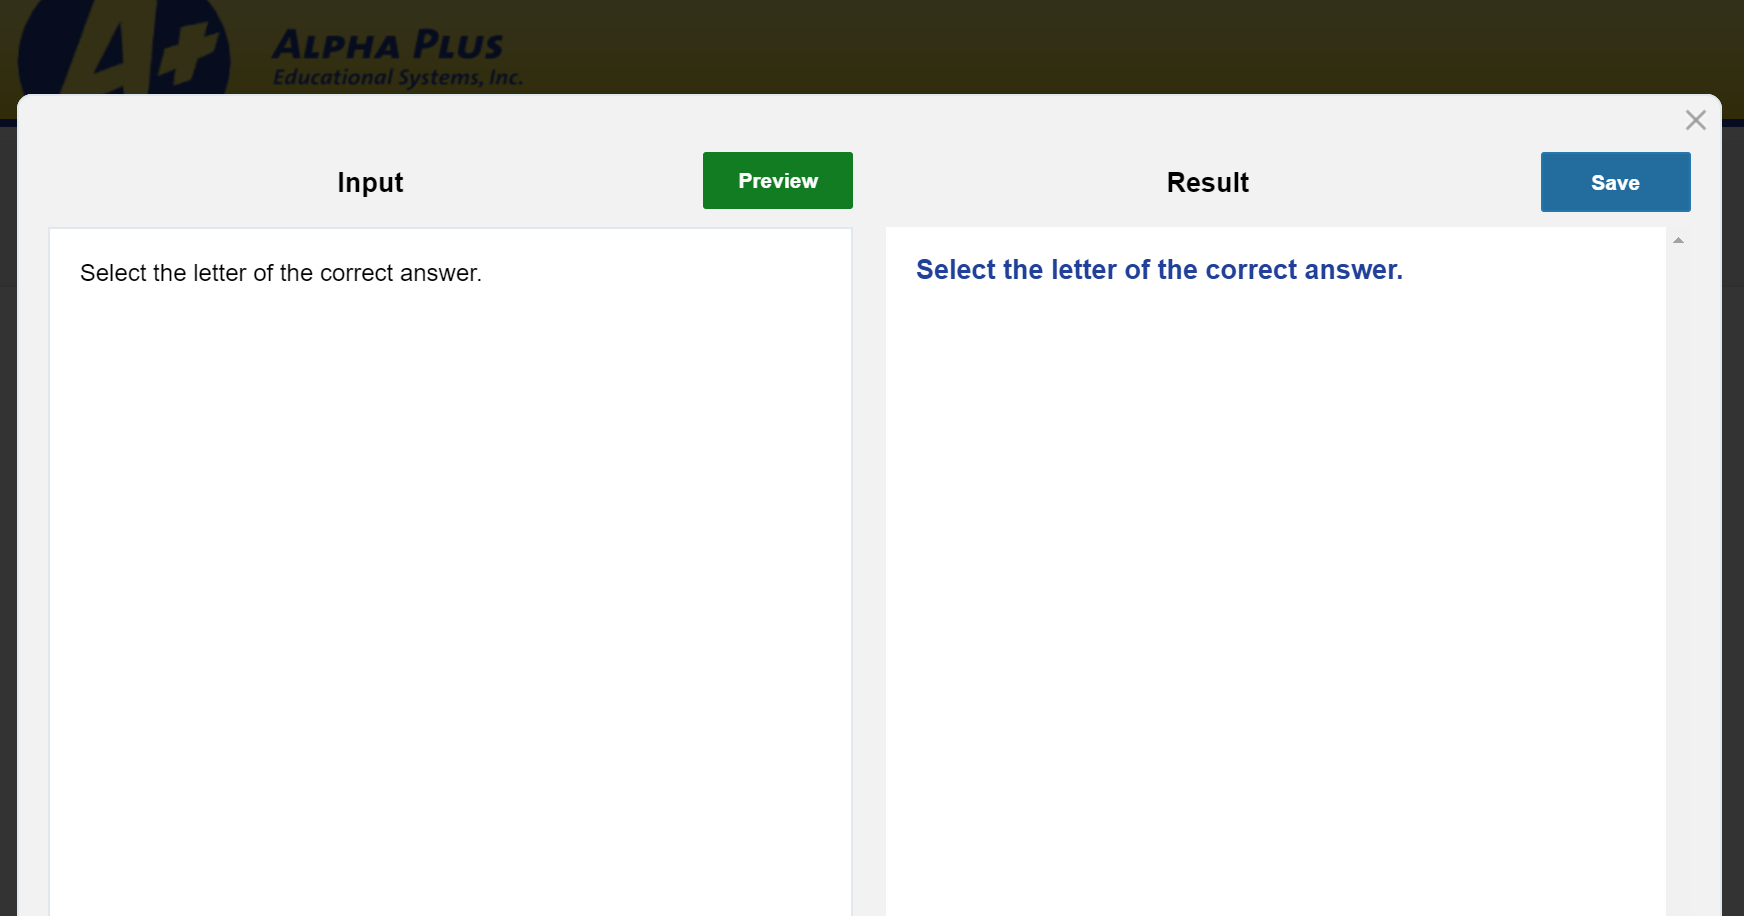 A+
ALPHA PLUS
Educational Systems, Inc.
Input
Preview
Result
Save
Select the letter of the correct answer.
Select the letter of the correct answer.